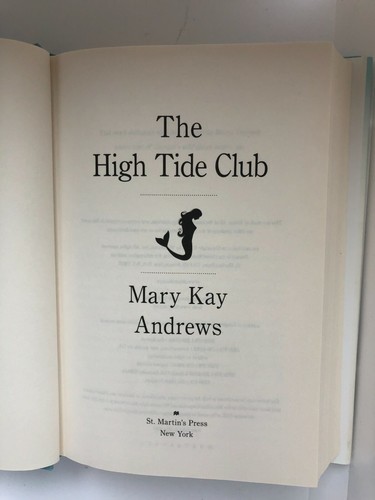 The
High Tide Club
Mary Kay
Andrews
St. Martin's Press
New York